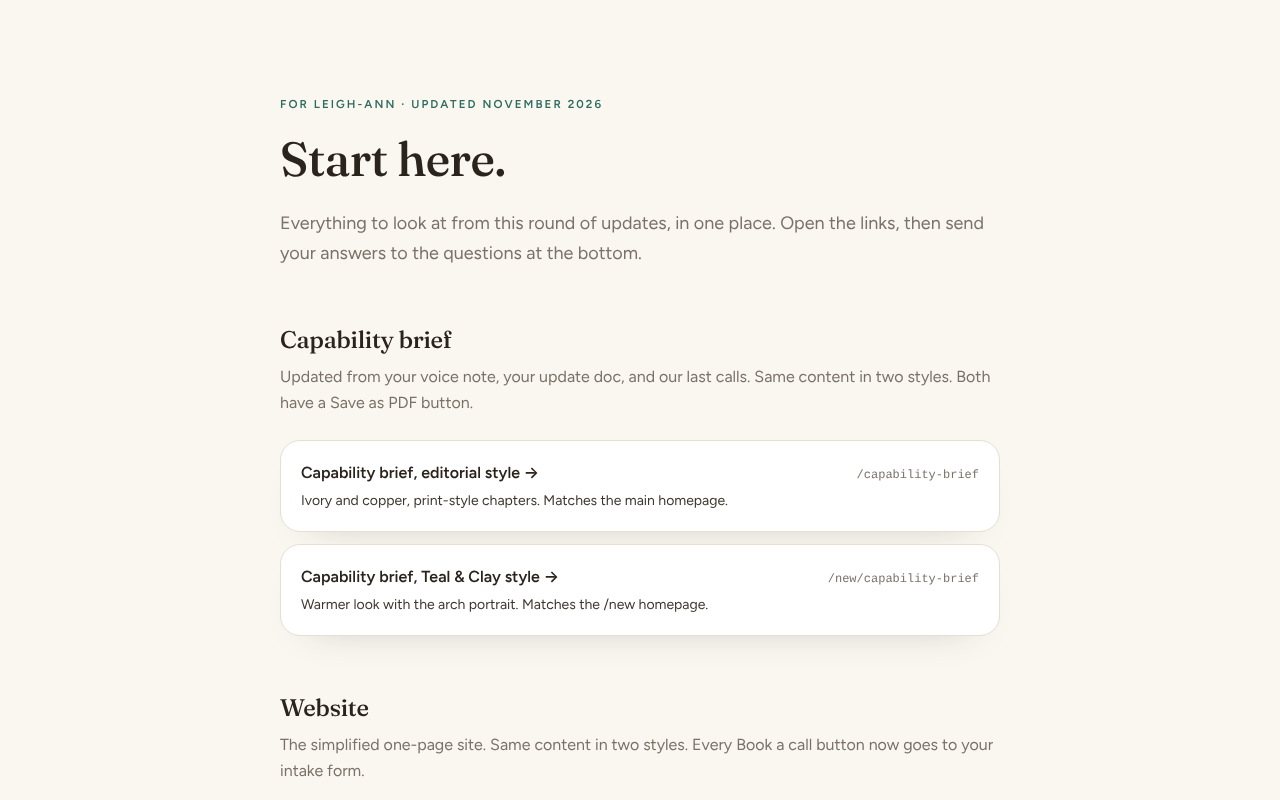 FOR LEIGH-ANN · UPDATED NOVEMBER 2026
Start here.
Everything to look at from this round of updates, in one place. Open the links, then send
your answers to the questions at the bottom.
Capability brief
Updated from your voice note, your update doc, and our last calls. Same content in two styles. Both
have a Save as PDF button.
Capability brief, editorial style →
/capability-brief
Ivory and copper, print-style chapters. Matches the main homepage.
Capability brief, Teal & Clay style →
/new/capability-brief
Warmer look with the arch portrait. Matches the /new homepage.
Website
The simplified one-page site. Same content in two styles. Every Book a call button now goes to your
intake form.